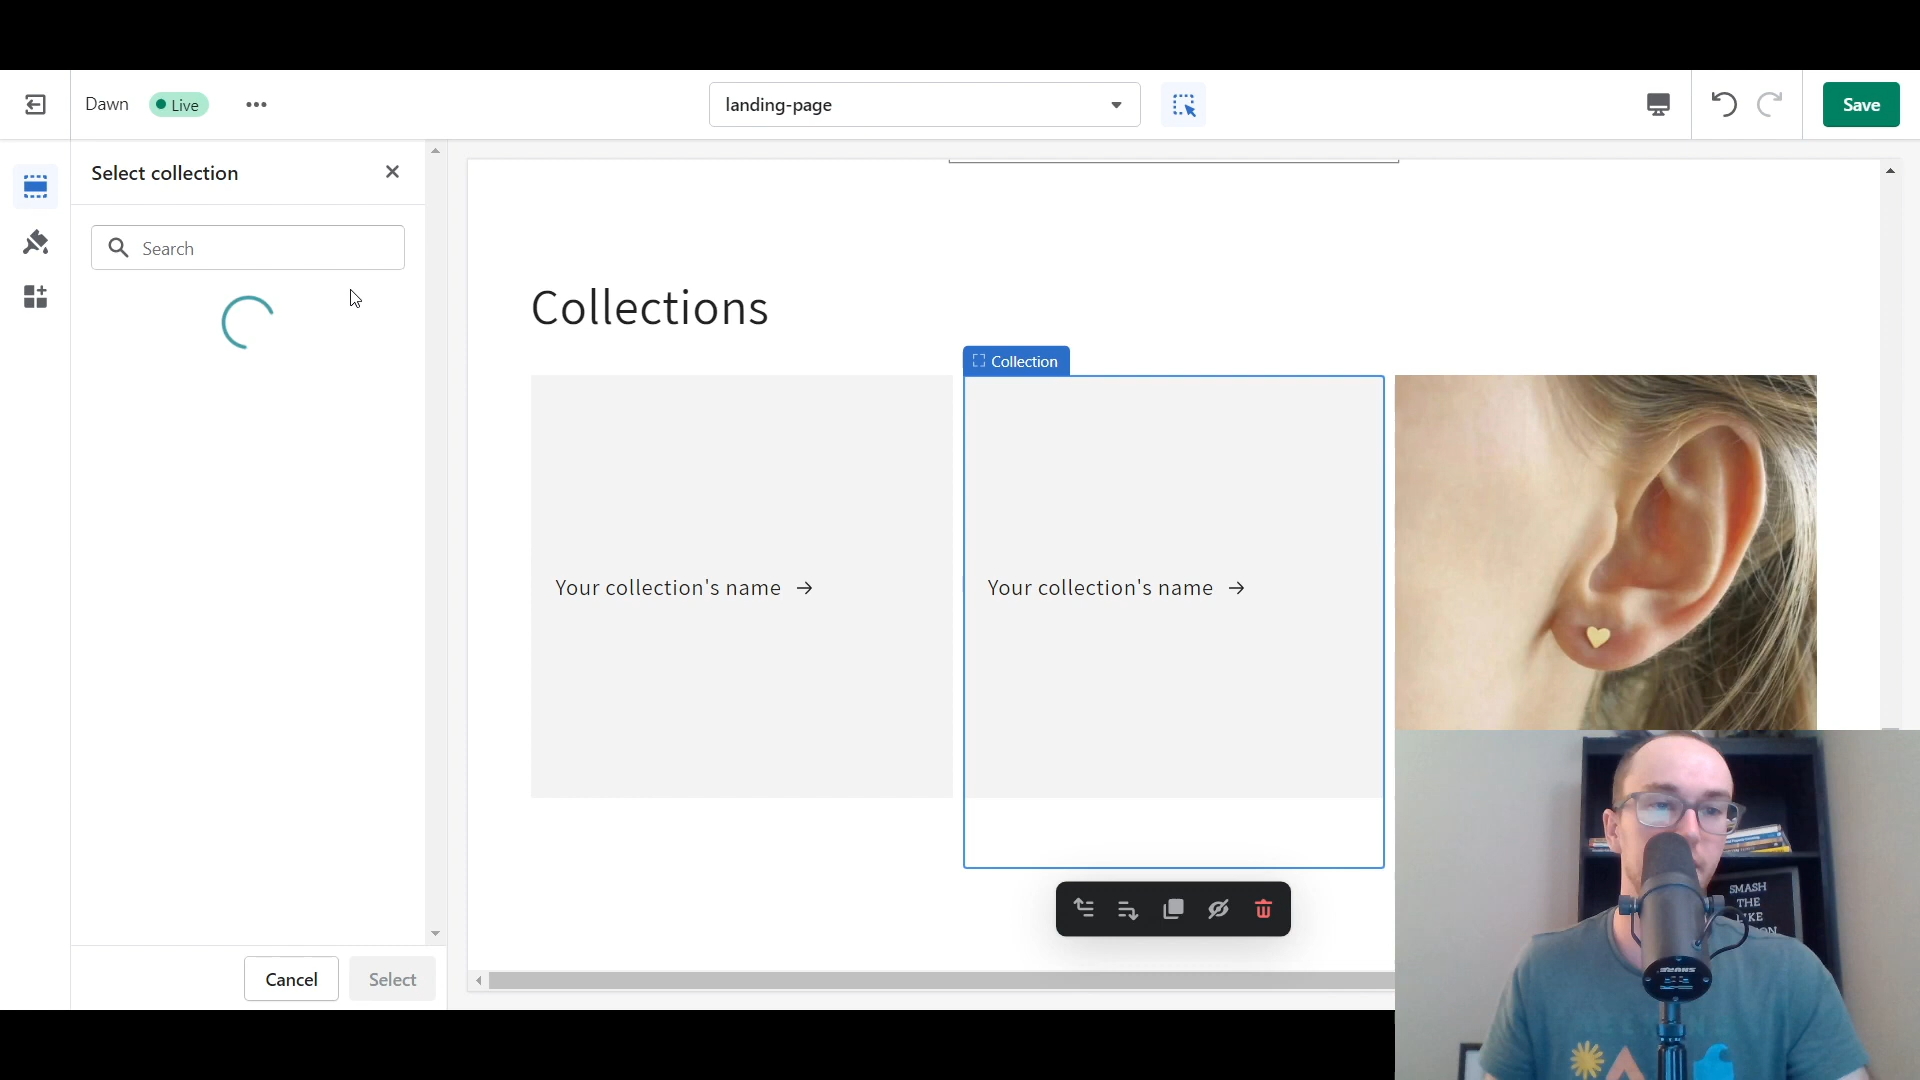 Dawn
Live
landing-page
Save
Select collection
Search
Collections
Collection
Your collection's name →
Your collection's name →
Cancel
Select
SMASH
THE
SHURE